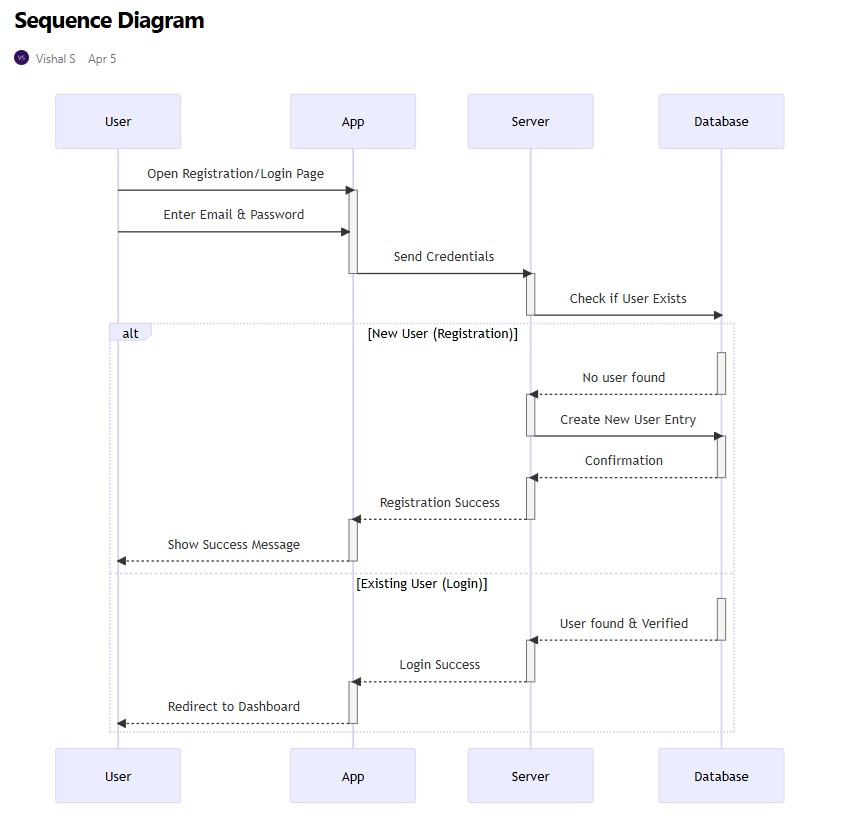 Sequence Diagram
VS Vishal S Apr 5
User App Server Database
Open Registration/Login Page
Enter Email & Password
Send Credentials
Check if User Exists
alt [New User (Registration)]
No user found
Create New User Entry
Confirmation
Registration Success
Show Success Message
[Existing User (Login)]
User found & Verified
Login Success
Redirect to Dashboard
User App Server Database